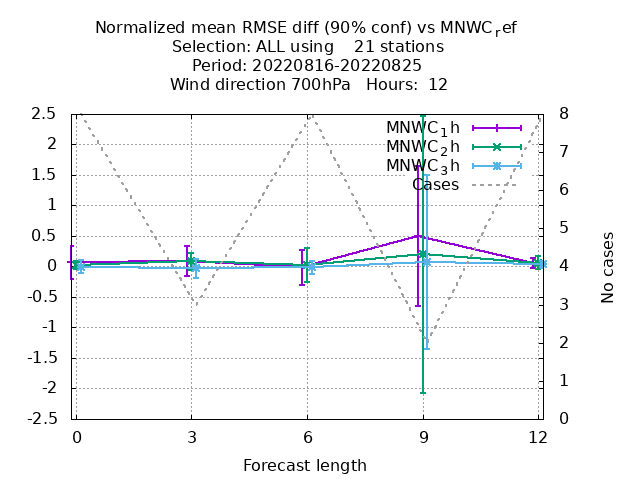 Normalized mean RMSE diff (90% conf) vs MNWC_ref
Selection: ALL using    21 stations
Period: 20220816-20220825
Wind direction 700hPa   Hours:  12
MNWC_1h
MNWC_2h
MNWC_3h
Cases
2.5
2
1.5
1
0.5
0
-0.5
-1
-1.5
-2
-2.5
8
7
6
5
4
3
2
1
0
No cases
0 3 6 9 12
Forecast length